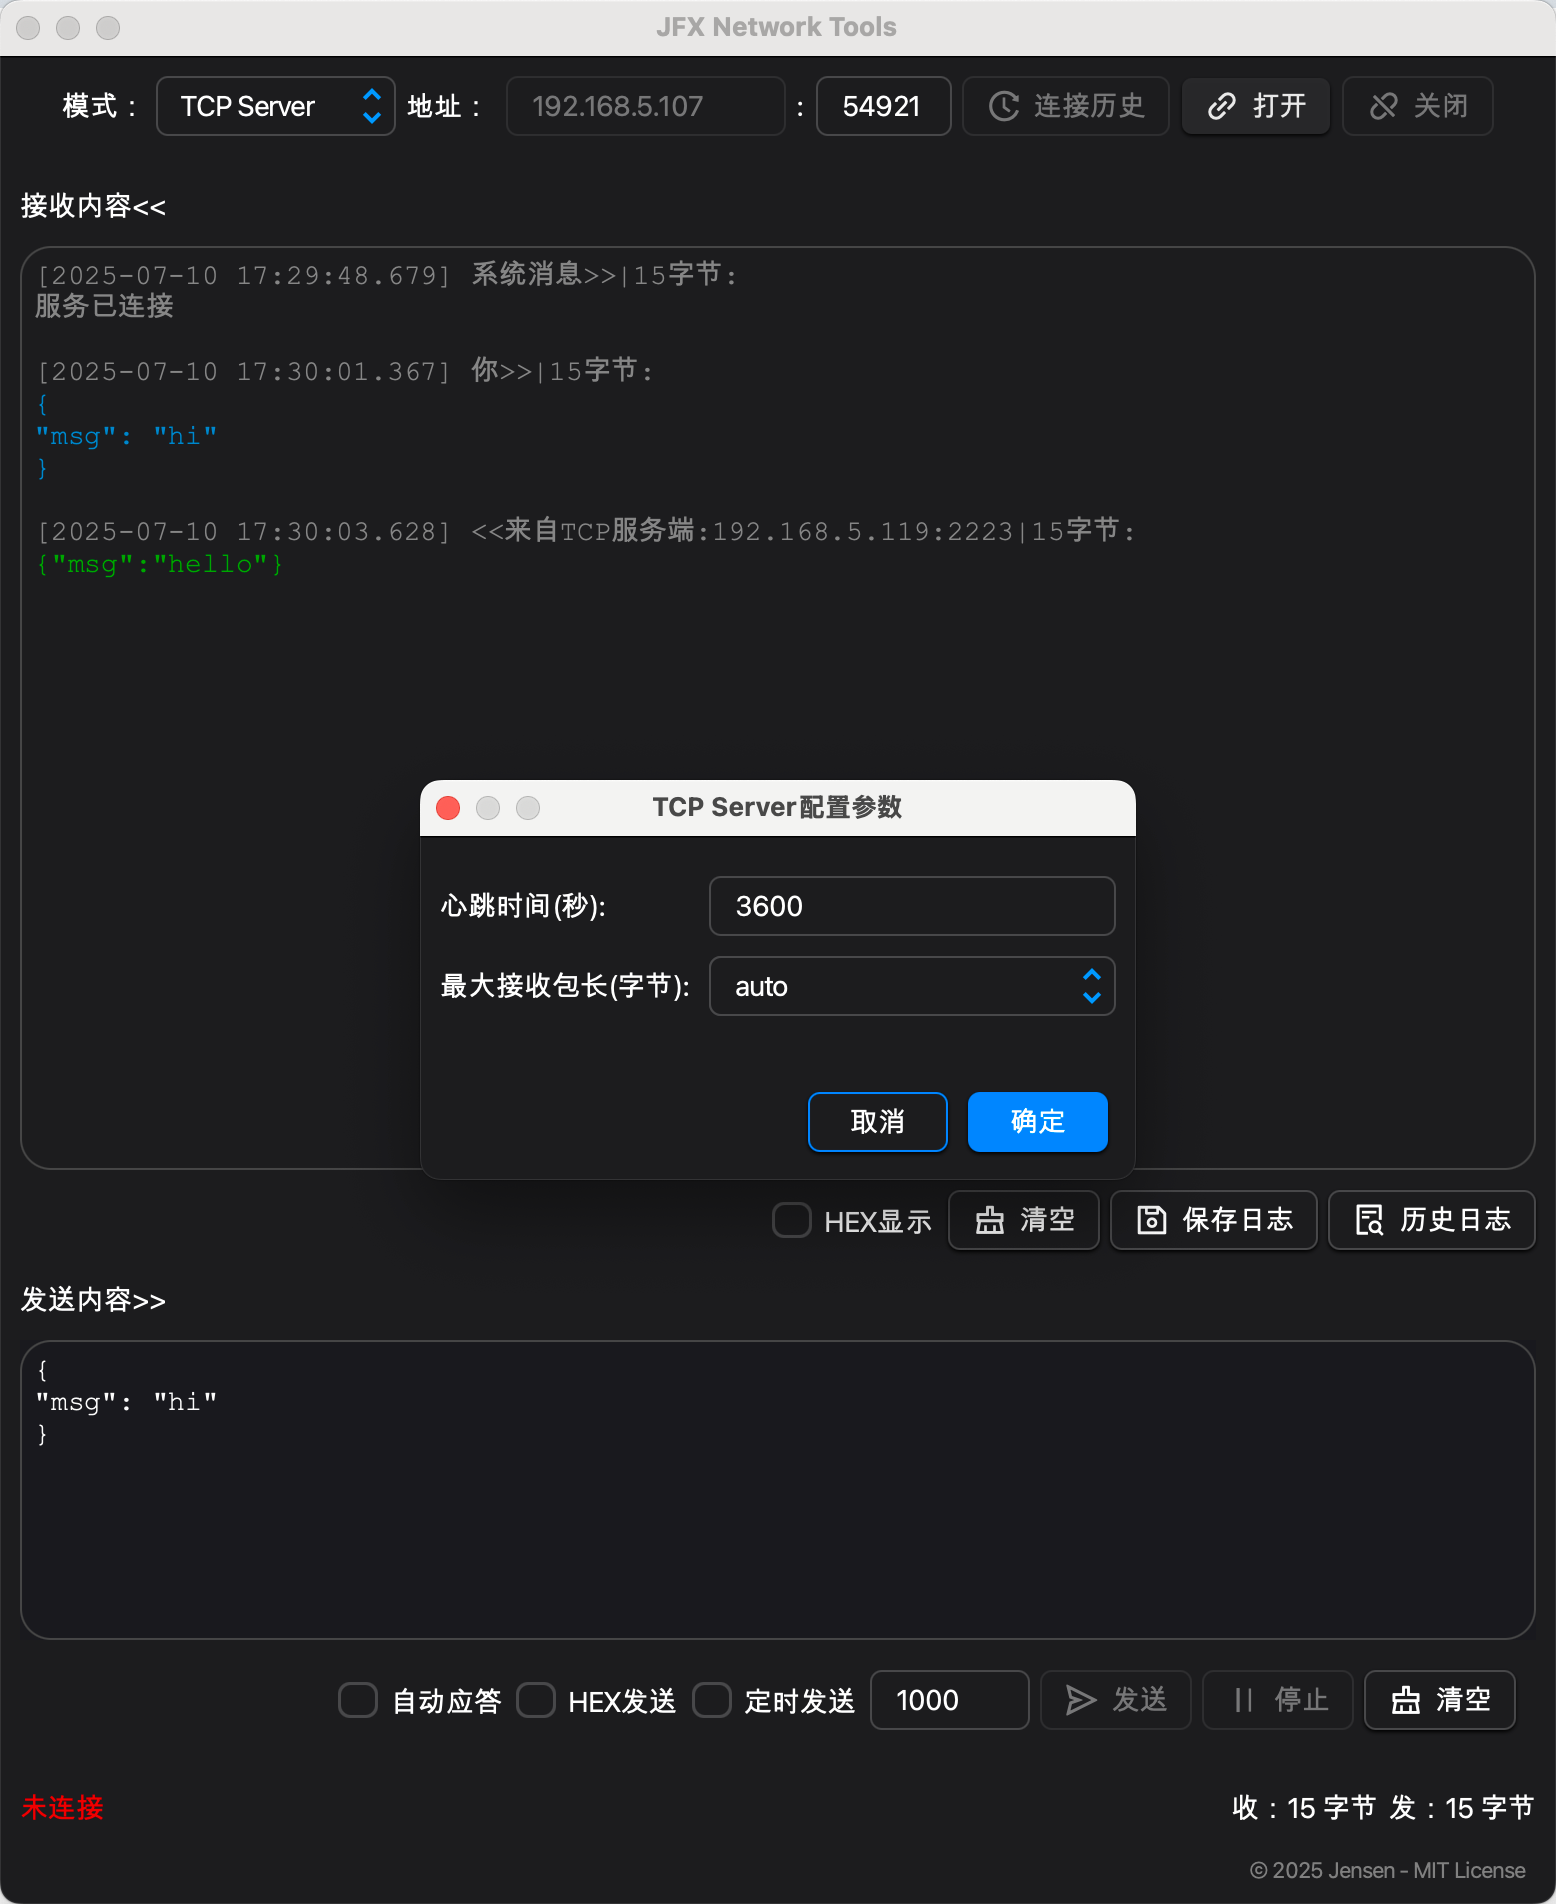 JFX Network Tools
模式： TCP Server 地址： 192.168.5.107 : 54921 连接历史 打开 关闭
接收内容<<
[2025-07-10 17:29:48.679] 系统消息>>|15字节:
服务已连接
[2025-07-10 17:30:01.367] 你>>|15字节:
{
"msg": "hi"
}
[2025-07-10 17:30:03.628] <<来自TCP服务端:192.168.5.119:2223|15字节:
{"msg":"hello"}
TCP Server配置参数
心跳时间(秒): 3600
最大接收包长(字节): auto
取消 确定
HEX显示 清空 保存日志 历史日志
发送内容>>
{
"msg": "hi"
}
自动应答 HEX发送 定时发送 1000 发送 停止 清空
未连接 收：15 字节 发：15 字节
© 2025 Jensen - MIT License